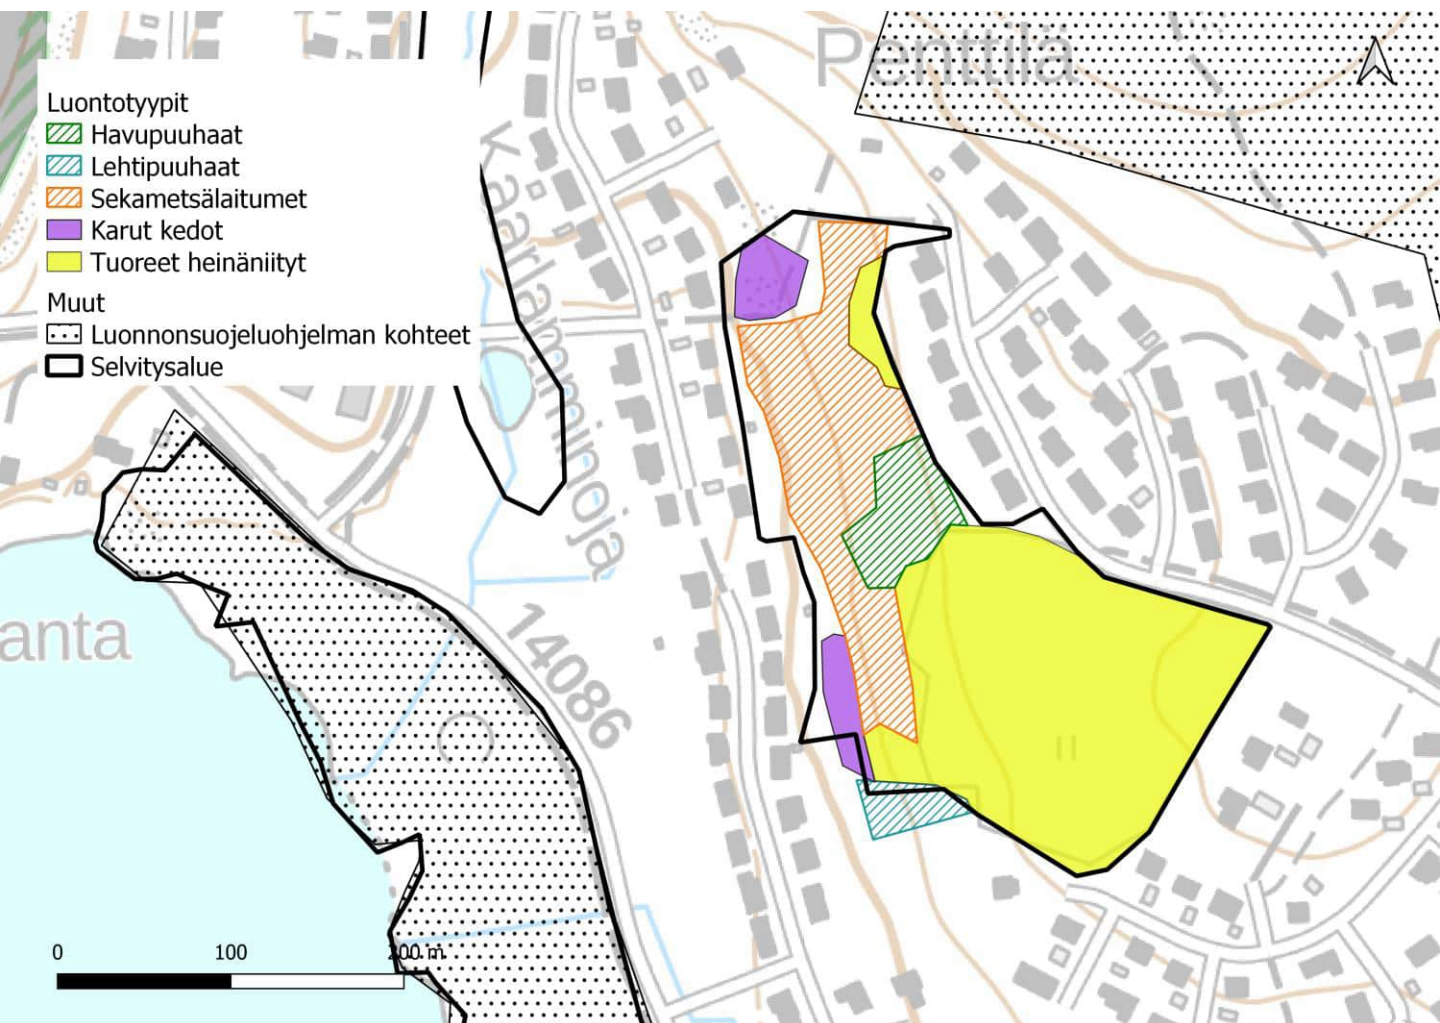 Penttilä
Luontotyypit
Havupuuhaat
Lehtipuuhaat
Sekametsälaitumet
Karut kedot
Tuoreet heinäniityt
Muut
Luonnonsuojeluohjelman kohteet
Selvitysalue
Kaarlamminoja
anta
14086
0 100 200 m